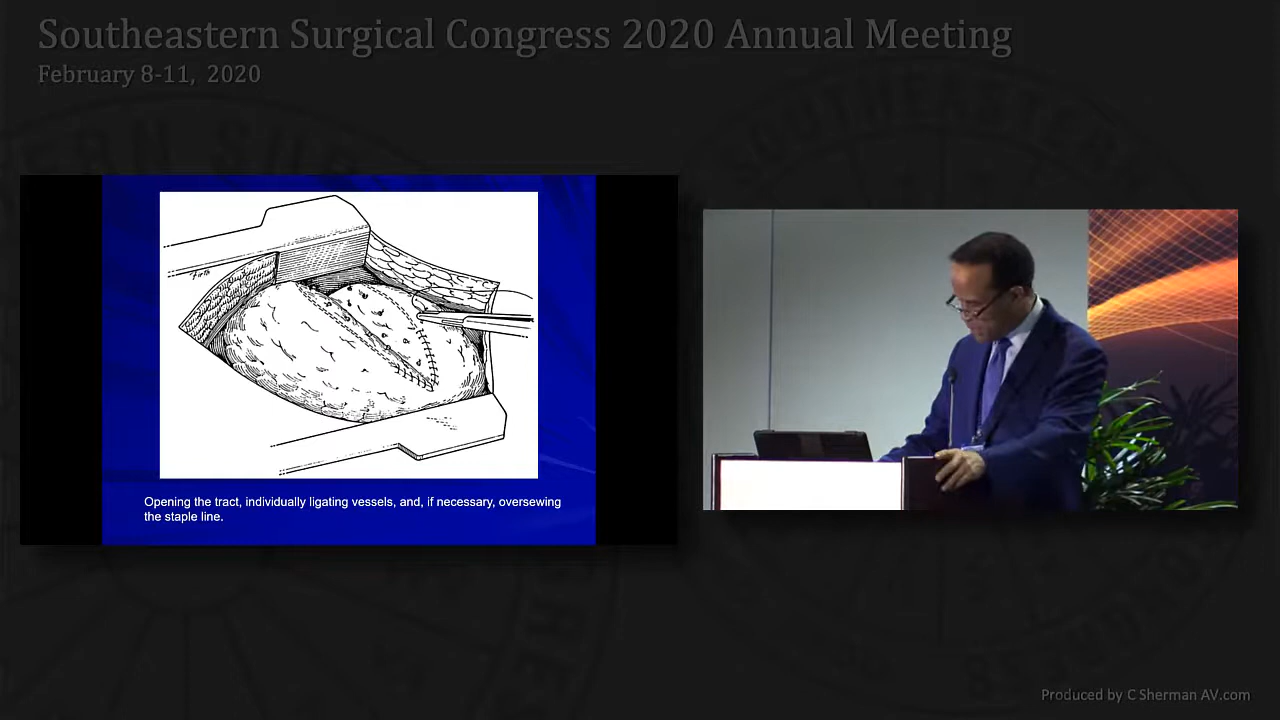 Southeastern Surgical Congress 2020 Annual Meeting
February 8-11, 2020
Opening the tract, individually ligating vessels, and, if necessary, oversewing
the staple line.
Produced by C Sherman AV.com